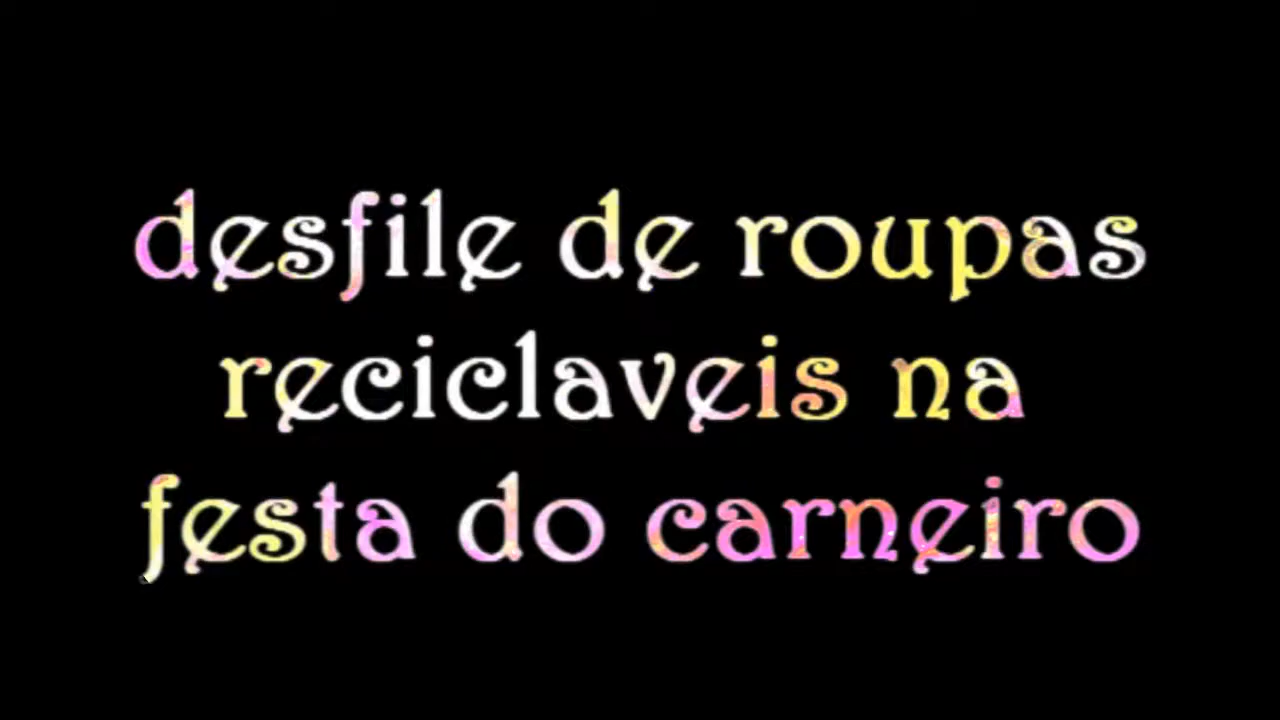 desfile de roupas
reciclaveis na
festa do carneiro